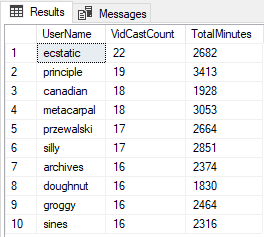 Results Messages
UserName VidCastCount TotalMinutes
1 ecstatic 22 2682
2 principle 19 3413
3 canadian 18 1928
4 metacarpal 18 3053
5 przewalski 17 2664
6 silly 17 2851
7 archives 16 2374
8 doughnut 16 1830
9 groggy 16 2464
10 sines 16 2316